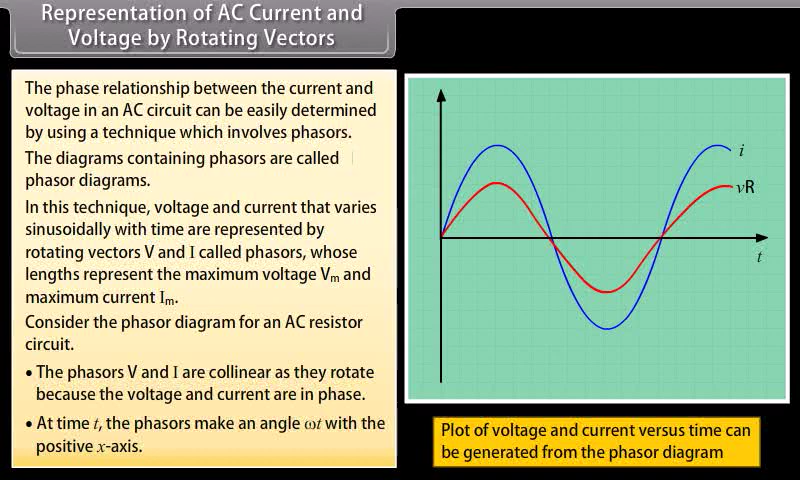 Representation of AC Current and
Voltage by Rotating Vectors
The phase relationship between the current and
voltage in an AC circuit can be easily determined
by using a technique which involves phasors.
The diagrams containing phasors are called
phasor diagrams.
In this technique, voltage and current that varies
sinusoidally with time are represented by
rotating vectors V and I called phasors, whose
lengths represent the maximum voltage Vₘ and
maximum current Iₘ.
Consider the phasor diagram for an AC resistor
circuit.
• The phasors V and I are collinear as they rotate
because the voltage and current are in phase.
• At time t, the phasors make an angle ωt with the
positive x-axis.
i
vR
t
Plot of voltage and current versus time can
be generated from the phasor diagram